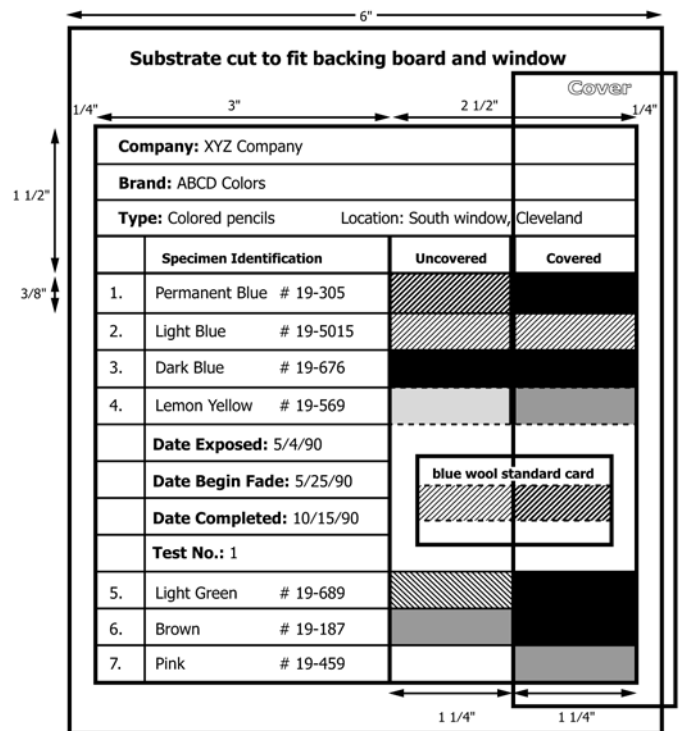 6"
Substrate cut to fit backing board and window
Cover
1/4" 3" 2 1/2" 1/4"
Company: XYZ Company
Brand: ABCD Colors
1 1/2"
Type: Colored pencils Location: South window, Cleveland
Specimen Identification Uncovered Covered
3/8"
1. Permanent Blue # 19-305
2. Light Blue # 19-5015
3. Dark Blue # 19-676
4. Lemon Yellow # 19-569
Date Exposed: 5/4/90
blue wool standard card
Date Begin Fade: 5/25/90
Date Completed: 10/15/90
Test No.: 1
5. Light Green # 19-689
6. Brown # 19-187
7. Pink # 19-459
1 1/4" 1 1/4"